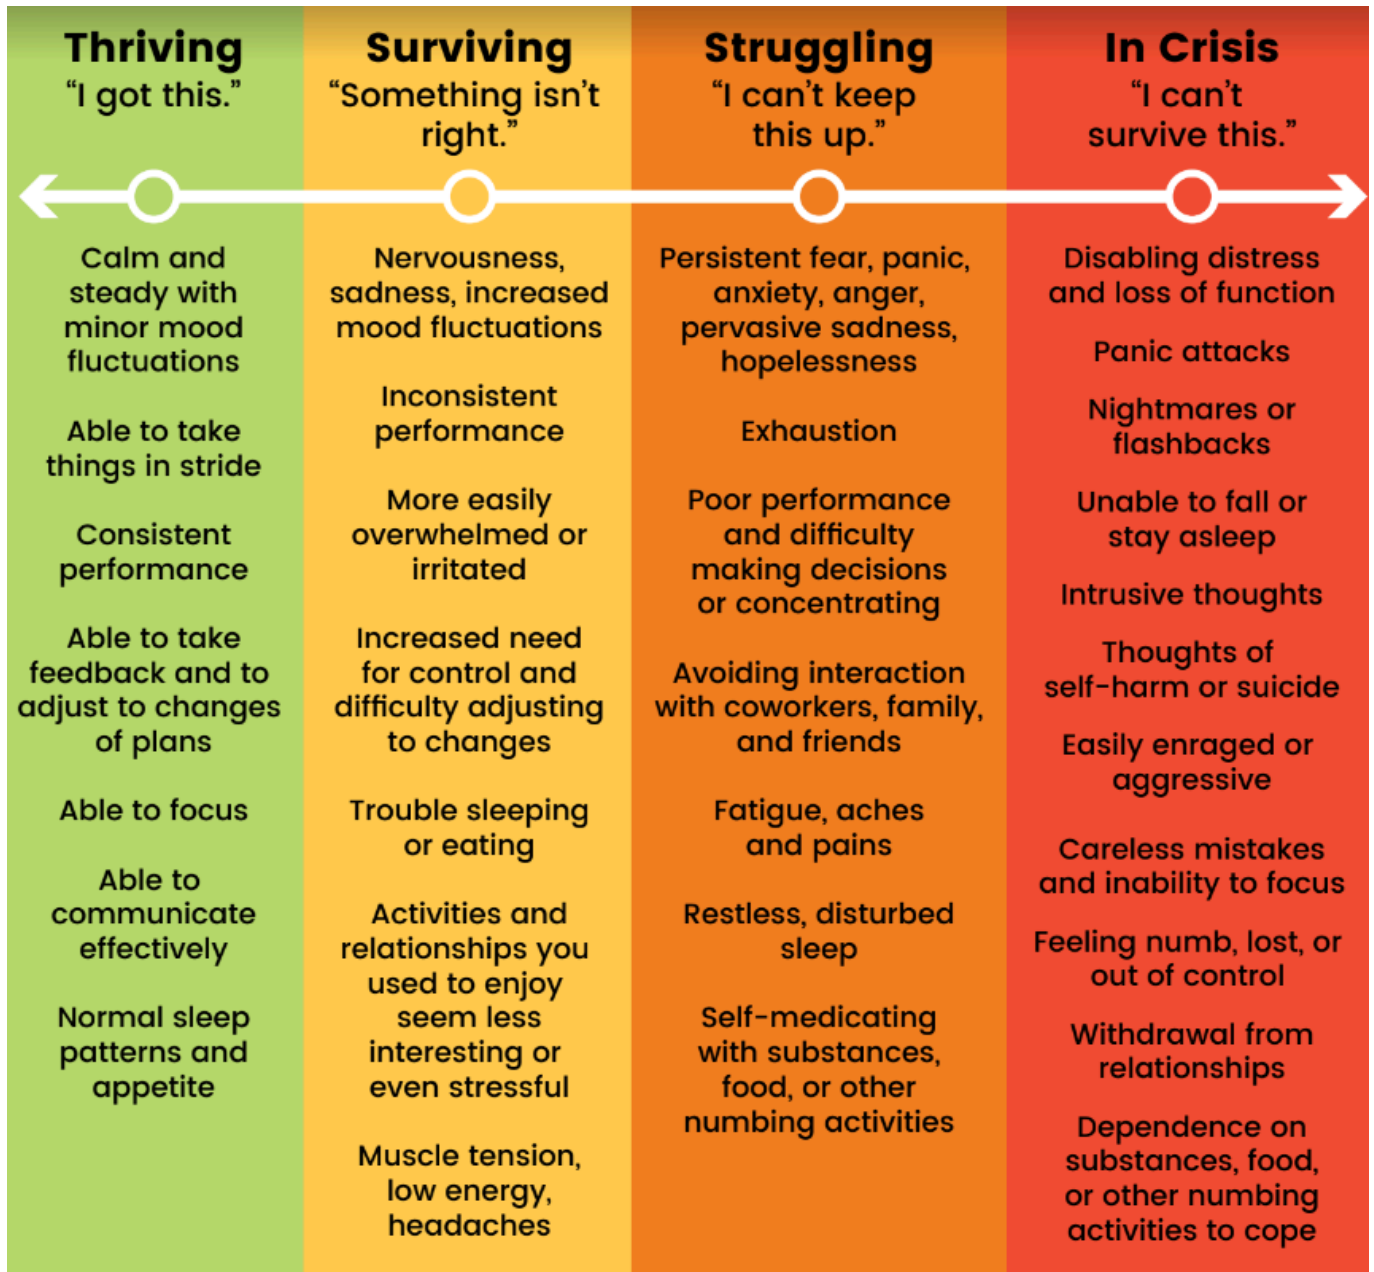 Thriving
“I got this.”
Calm and
steady with
minor mood
fluctuations
Able to take
things in stride
Consistent
performance
Able to take
feedback and to
adjust to changes
of plans
Able to focus
Able to
communicate
effectively
Normal sleep
patterns and
appetite
Surviving
“Something isn’t
right.”
Nervousness,
sadness, increased
mood fluctuations
Inconsistent
performance
More easily
overwhelmed or
irritated
Increased need
for control and
difficulty adjusting
to changes
Trouble sleeping
or eating
Activities and
relationships you
used to enjoy
seem less
interesting or
even stressful
Muscle tension,
low energy,
headaches
Struggling
“I can’t keep
this up.”
Persistent fear, panic,
anxiety, anger,
pervasive sadness,
hopelessness
Exhaustion
Poor performance
and difficulty
making decisions
or concentrating
Avoiding interaction
with coworkers, family,
and friends
Fatigue, aches
and pains
Restless, disturbed
sleep
Self-medicating
with substances,
food, or other
numbing activities
In Crisis
“I can’t
survive this.”
Disabling distress
and loss of function
Panic attacks
Nightmares or
flashbacks
Unable to fall or
stay asleep
Intrusive thoughts
Thoughts of
self-harm or suicide
Easily enraged or
aggressive
Careless mistakes
and inability to focus
Feeling numb, lost, or
out of control
Withdrawal from
relationships
Dependence on
substances, food,
or other numbing
activities to cope